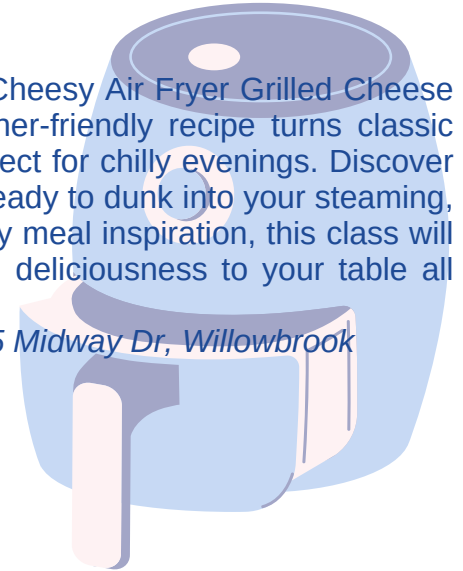 Cheesy Air Fryer Grilled Cheese
ner-friendly recipe turns classic
ect for chilly evenings. Discover
eady to dunk into your steaming,
y meal inspiration, this class will
deliciousness to your table all
5 Midway Dr, Willowbrook